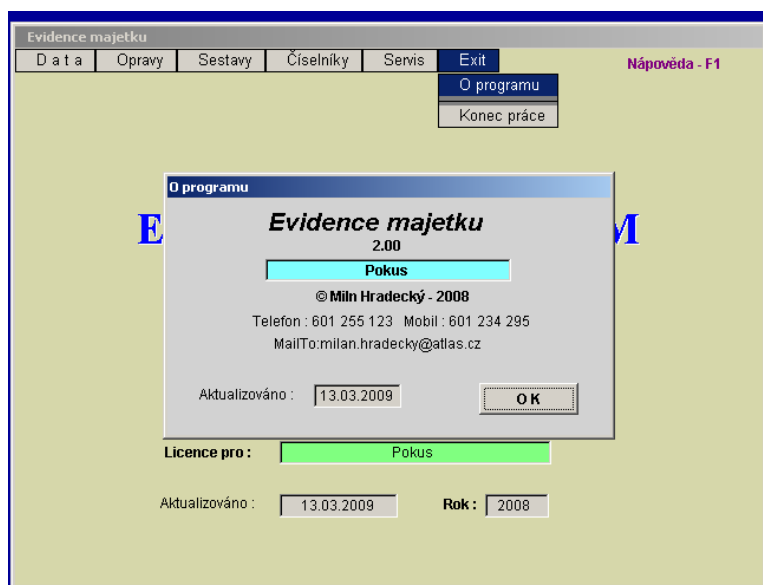 Evidence majetku
D a t a Opravy Sestavy Číselníky Servis Exit
Nápověda - F1
O programu
Konec práce
O programu
E M
Evidence majetku
2.00
Pokus
© Miln Hradecký - 2008
Telefon : 601 255 123 Mobil : 601 234 295
MailTo:milan.hradecky@atlas.cz
Aktualizováno : 13.03.2009 O K
Licence pro : Pokus
Aktualizováno : 13.03.2009 Rok : 2008